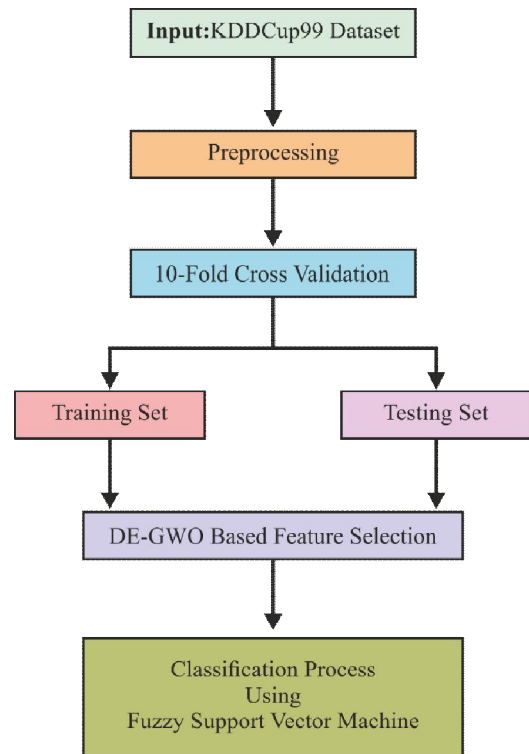 Input:KDDCup99 Dataset
Preprocessing
10-Fold Cross Validation
Training Set
Testing Set
DE-GWO Based Feature Selection
Classification Process
Using
Fuzzy Support Vector Machine